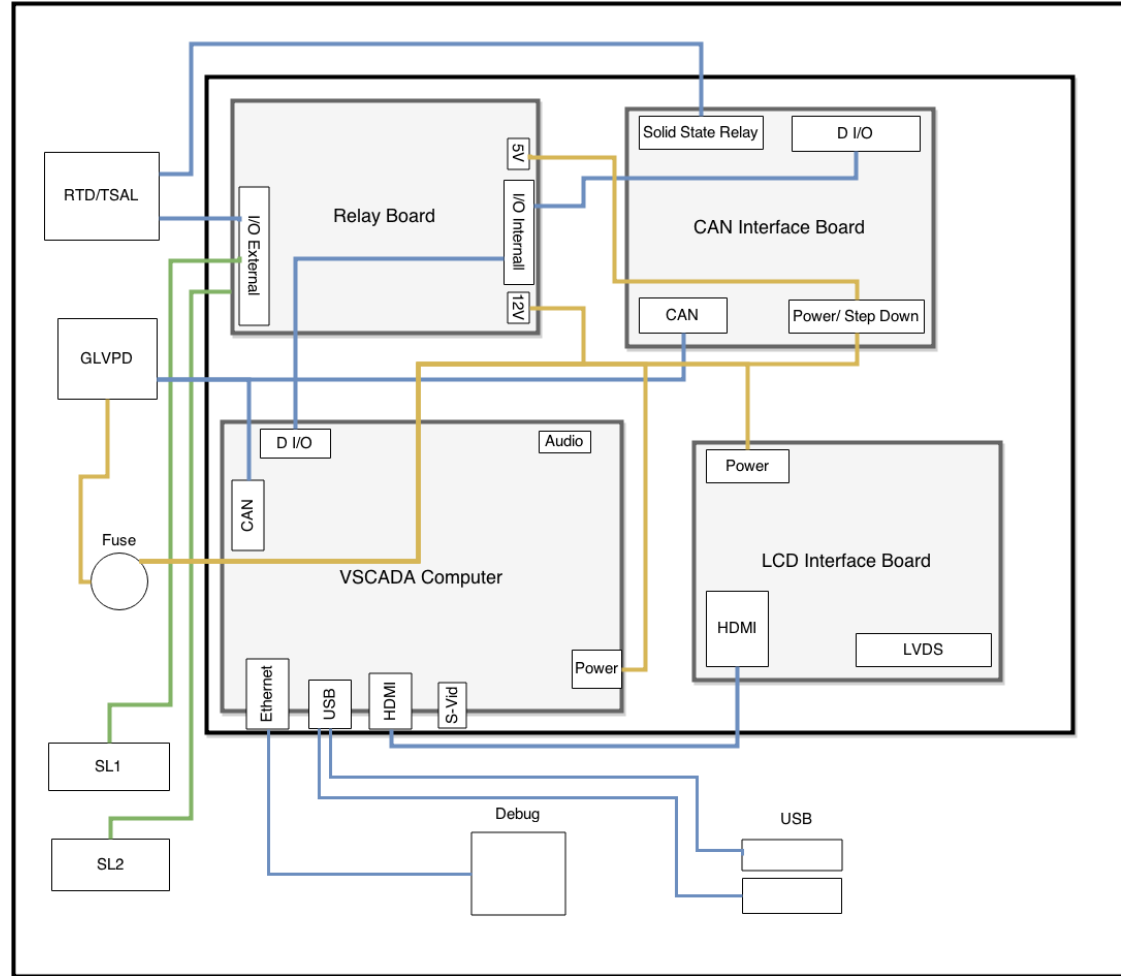 Solid State Relay
D I/O
5V
RTD/TSAL
I/O External
Relay Board
I/O Internall
CAN Interface Board
12V
CAN
Power/ Step Down
GLVPD
D I/O
Audio
CAN
Power
Fuse
VSCADA Computer
LCD Interface Board
HDMI
LVDS
Power
Ethernet
USB
HDMI
S-Vid
SL1
Debug
USB
SL2